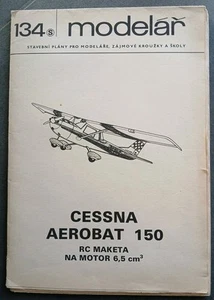 134 S modelář
STAVEBNÍ PLÁNY PRO MODELÁŘE, ZÁJMOVÉ KROUŽKY A ŠKOLY
CESSNA
AEROBAT 150
RC MAKETA
NA MOTOR 6,5 cm³